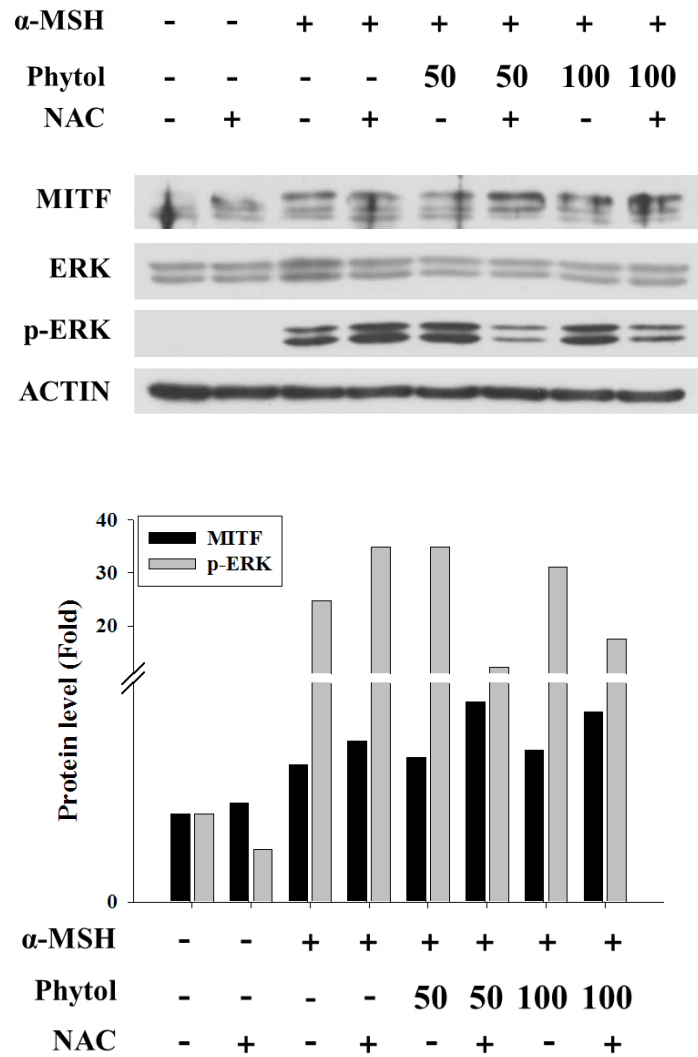 α-MSH - - + + + + + +
Phytol - - - - 50 50 100 100
NAC - + - + - + - +
MITF
ERK
p-ERK
ACTIN
40
MITF
p-ERK
30
20
Protein level (Fold)
0
α-MSH - - + + + + + +
Phytol - - - - 50 50 100 100
NAC - + - + - + - +